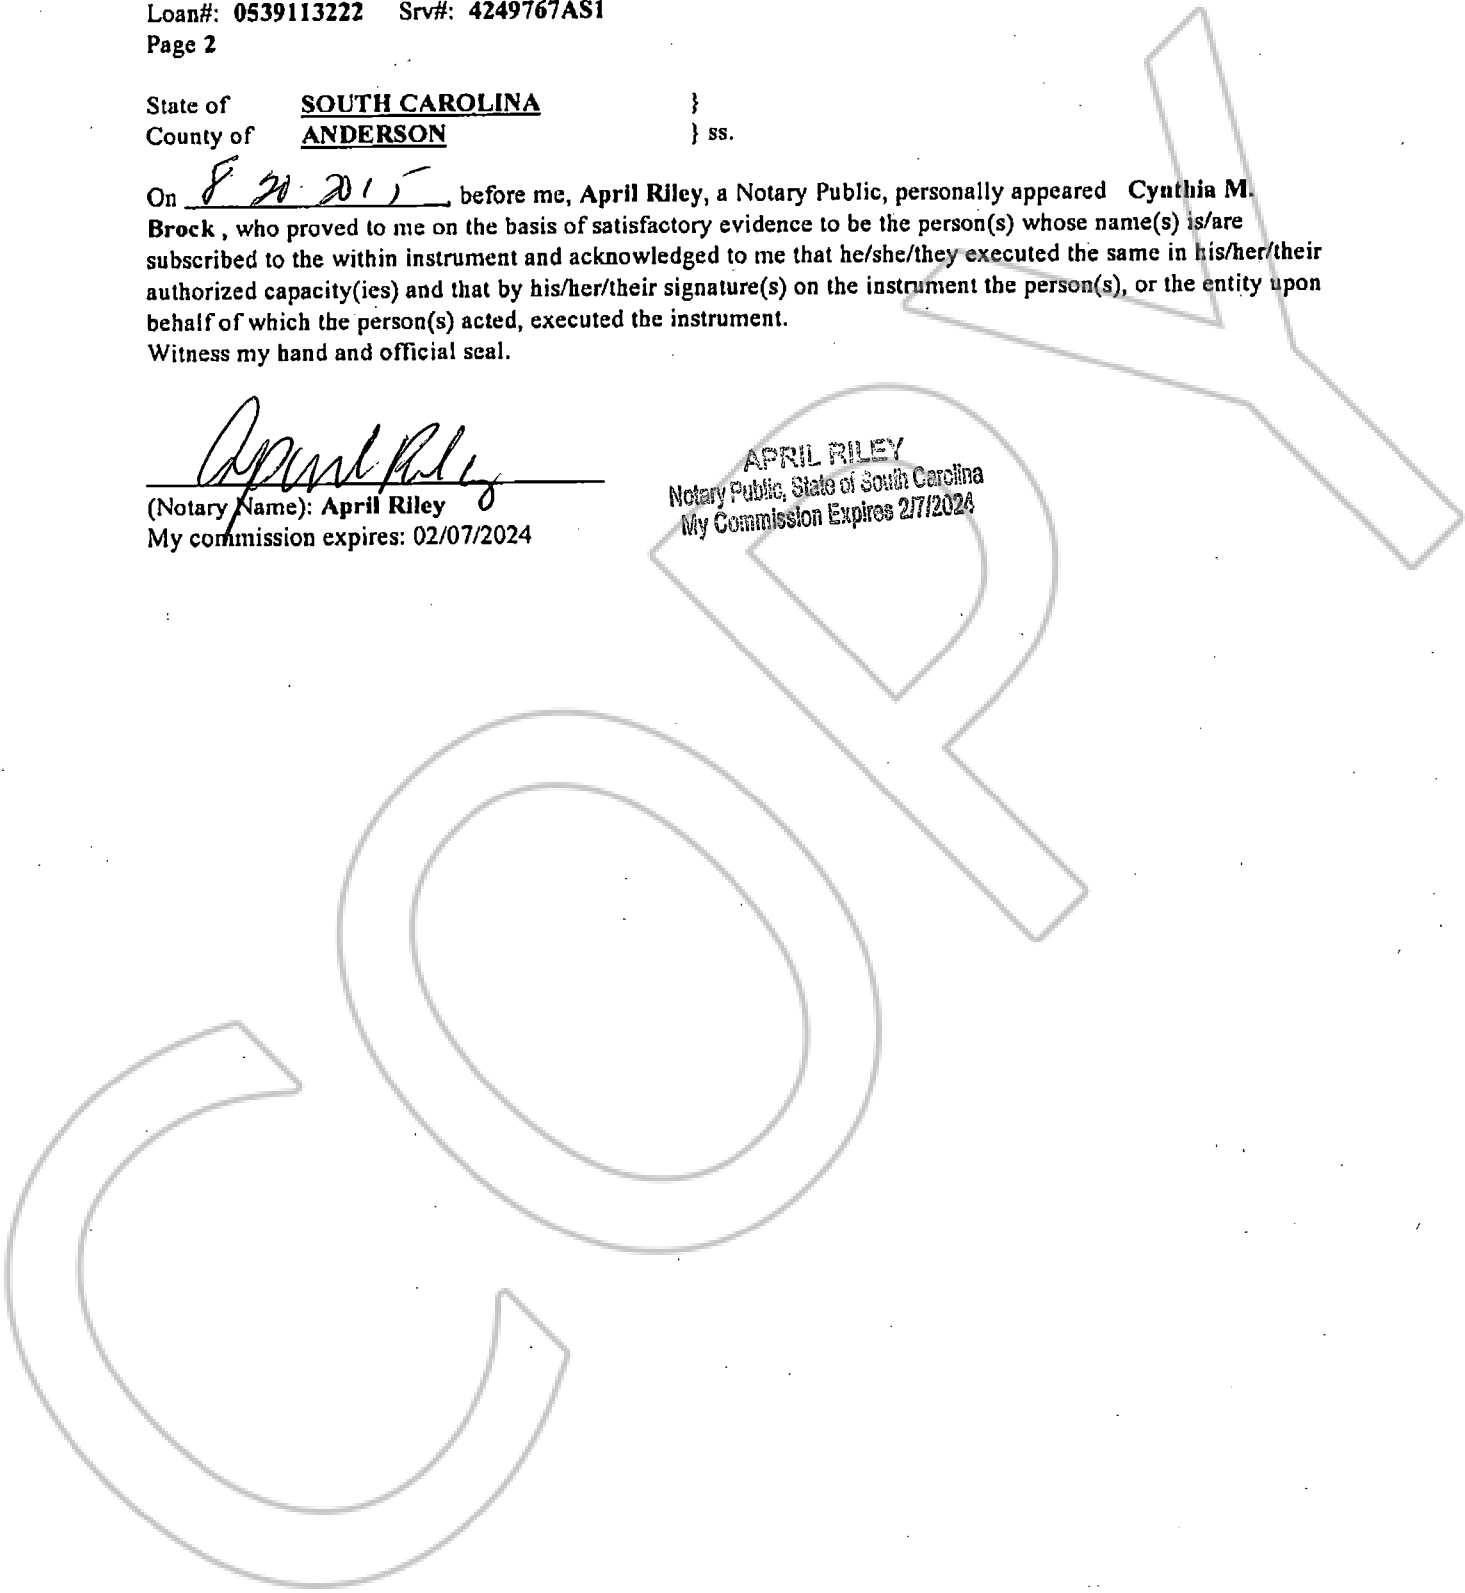 Loan#: 0539113222 Srv#: 4249767AS1
Page 2
State of SOUTH CAROLINA }
County of ANDERSON } ss.
On 8 20 2015, before me, April Riley, a Notary Public, personally appeared Cynthia M.
Brock , who proved to me on the basis of satisfactory evidence to be the person(s) whose name(s) is/are
subscribed to the within instrument and acknowledged to me that he/she/they executed the same in his/her/their
authorized capacity(ies) and that by his/her/their signature(s) on the instrument the person(s), or the entity upon
behalf of which the person(s) acted, executed the instrument.
Witness my hand and official seal.
April Riley
(Notary Name): April Riley
My commission expires: 02/07/2024
APRIL RILEY
Notary Public, State of South Carolina
My Commission Expires 2/7/2024
COPY